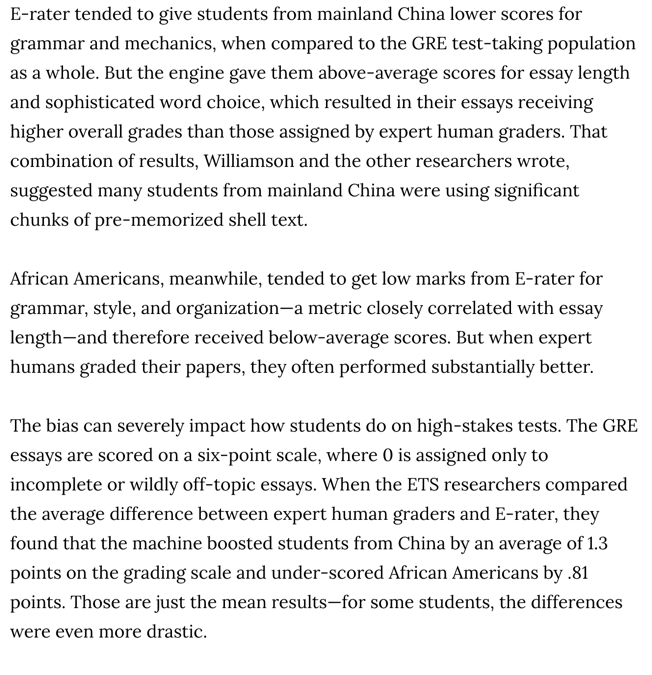 E-rater tended to give students from mainland China lower scores for
grammar and mechanics, when compared to the GRE test-taking population
as a whole. But the engine gave them above-average scores for essay length
and sophisticated word choice, which resulted in their essays receiving
higher overall grades than those assigned by expert human graders. That
combination of results, Williamson and the other researchers wrote,
suggested many students from mainland China were using significant
chunks of pre-memorized shell text.
African Americans, meanwhile, tended to get low marks from E-rater for
grammar, style, and organization—a metric closely correlated with essay
length—and therefore received below-average scores. But when expert
humans graded their papers, they often performed substantially better.
The bias can severely impact how students do on high-stakes tests. The GRE
essays are scored on a six-point scale, where 0 is assigned only to
incomplete or wildly off-topic essays. When the ETS researchers compared
the average difference between expert human graders and E-rater, they
found that the machine boosted students from China by an average of 1.3
points on the grading scale and under-scored African Americans by .81
points. Those are just the mean results—for some students, the differences
were even more drastic.